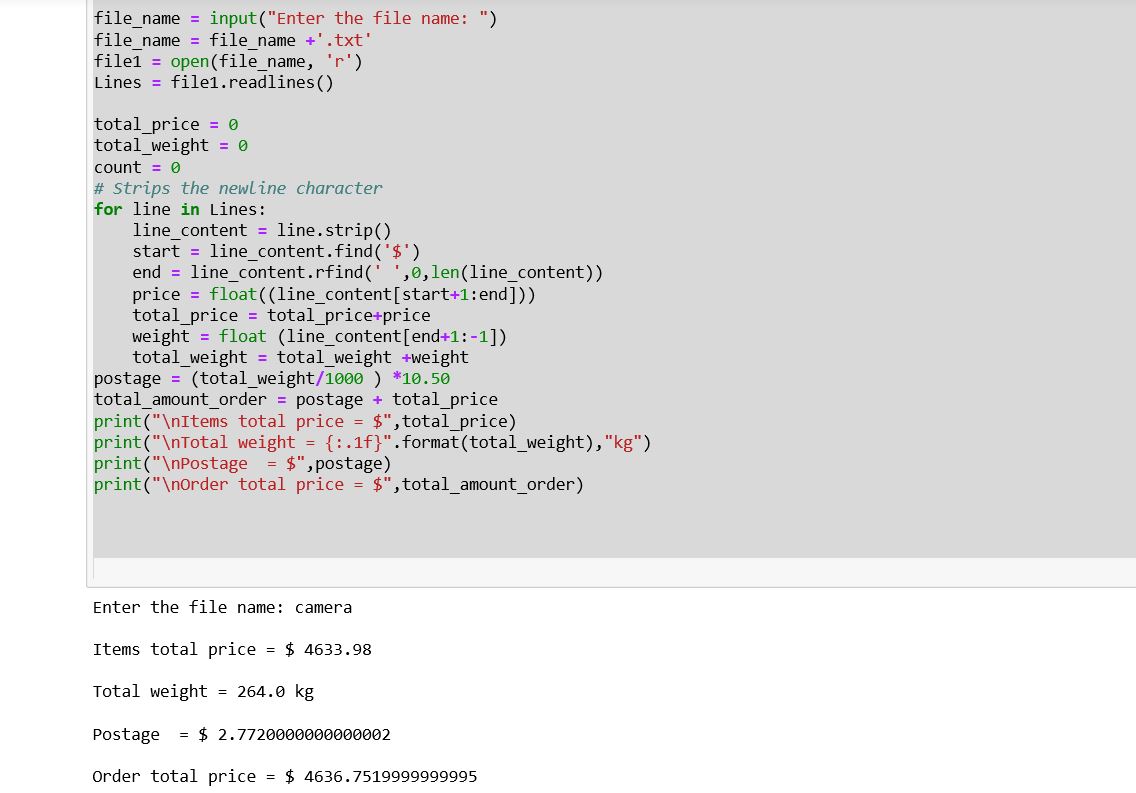 file_name = input("Enter the file name: ")
file_name = file_name +'.txt'
file1 = open(file_name, 'r')
Lines = file1.readlines()
total_price = 0
total_weight = 0
count = 0
# Strips the newline character
for line in Lines:
    line_content = line.strip()
    start = line_content.find('$')
    end = line_content.rfind(' ',0,len(line_content))
    price = float((line_content[start+1:end]))
    total_price = total_price+price
    weight = float (line_content[end+1:-1])
    total_weight = total_weight +weight
postage = (total_weight/1000 ) *10.50
total_amount_order = postage + total_price
print("\nItems total price = $",total_price)
print("\nTotal weight = {:.1f}".format(total_weight),"kg")
print("\nPostage  = $",postage)
print("\nOrder total price = $",total_amount_order)
Enter the file name: camera
Items total price = $ 4633.98
Total weight = 264.0 kg
Postage  = $ 2.7720000000000002
Order total price = $ 4636.7519999999995